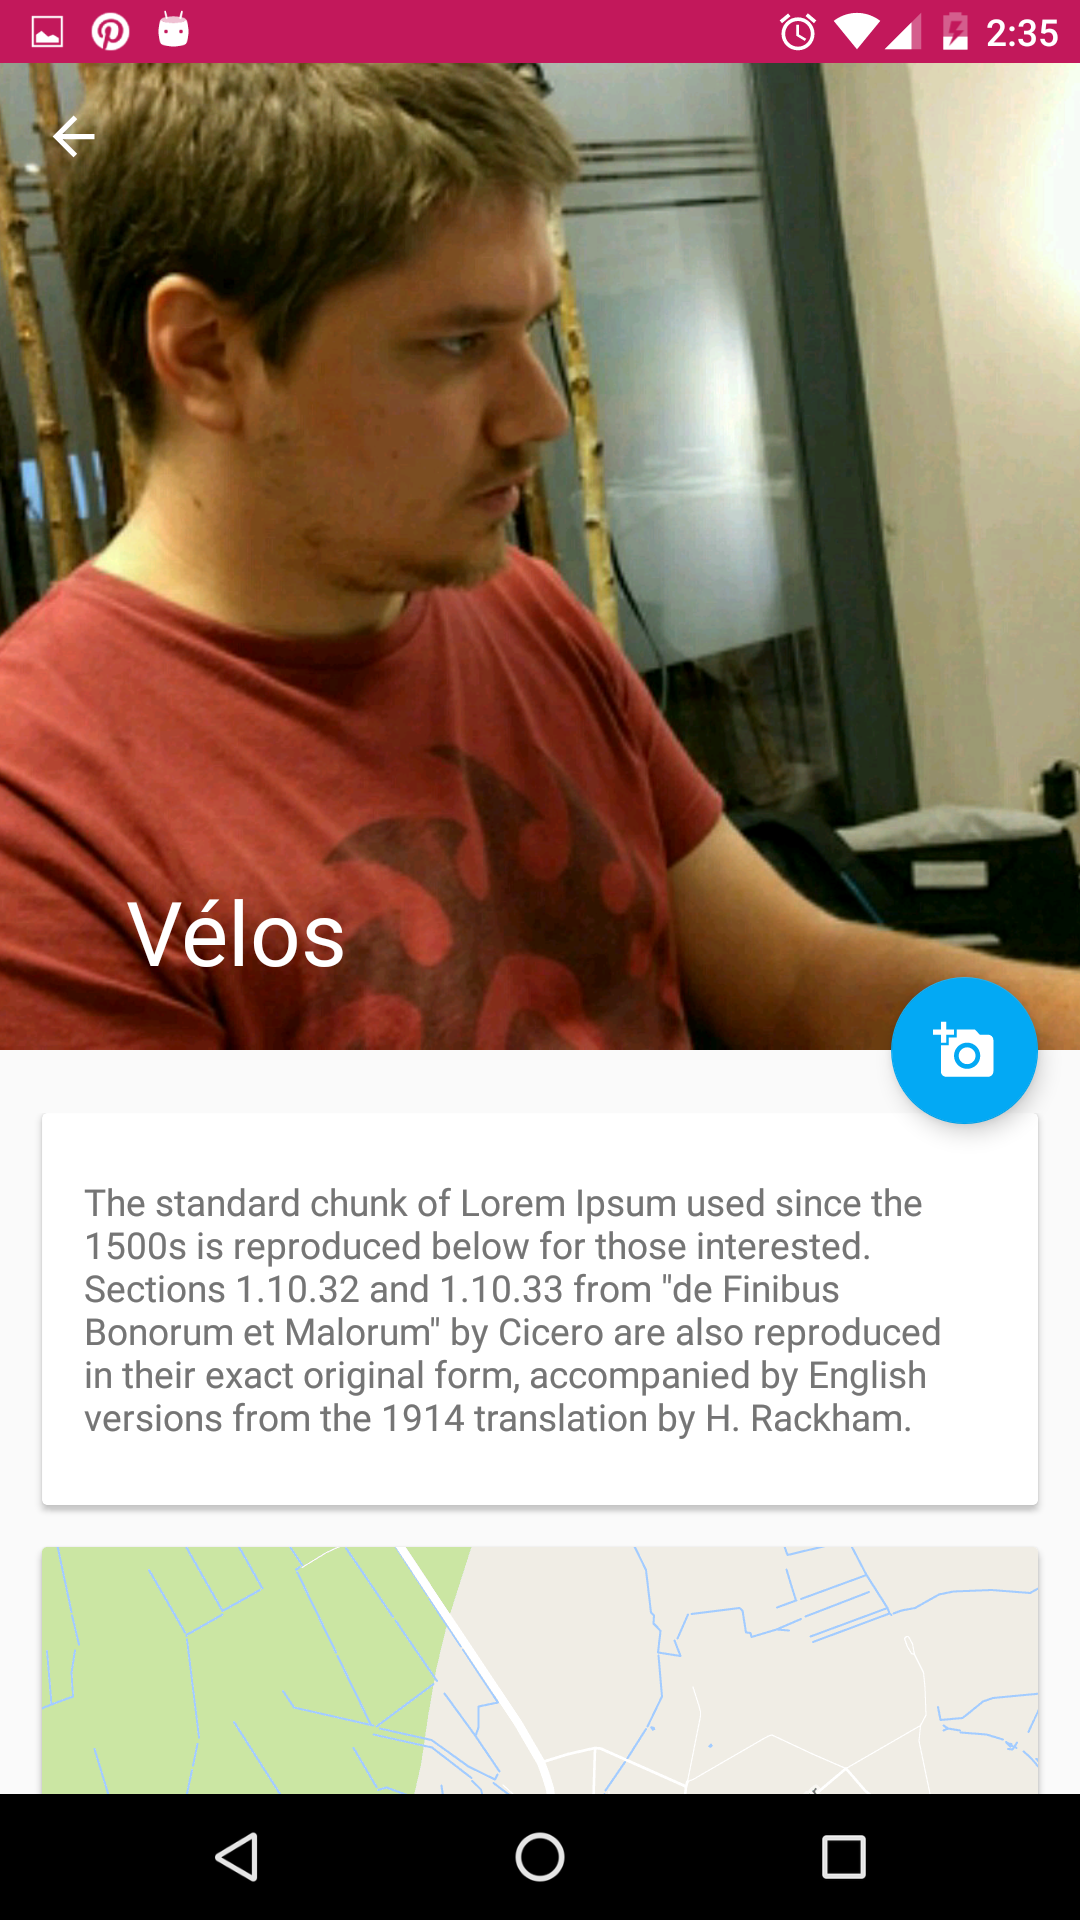 2:35
Vélos
The standard chunk of Lorem Ipsum used since the
1500s is reproduced below for those interested.
Sections 1.10.32 and 1.10.33 from "de Finibus
Bonorum et Malorum" by Cicero are also reproduced
in their exact original form, accompanied by English
versions from the 1914 translation by H. Rackham.